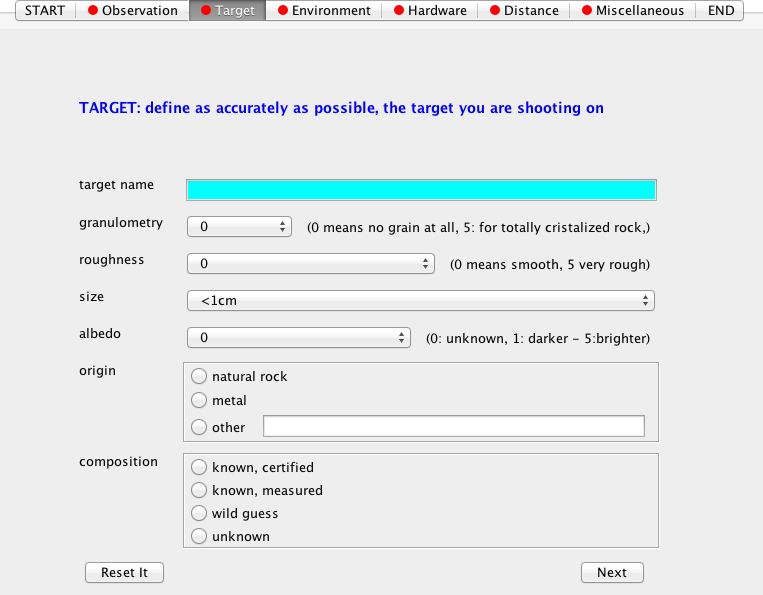 START Observation Target Environment Hardware Distance Miscellaneous END
TARGET: define as accurately as possible, the target you are shooting on
target name
granulometry 0 (0 means no grain at all, 5: for totally cristalized rock,)
roughness 0 (0 means smooth, 5 very rough)
size <1cm
albedo 0 (0: unknown, 1: darker - 5:brighter)
origin natural rock
metal
other
composition known, certified
known, measured
wild guess
unknown
Reset It Next